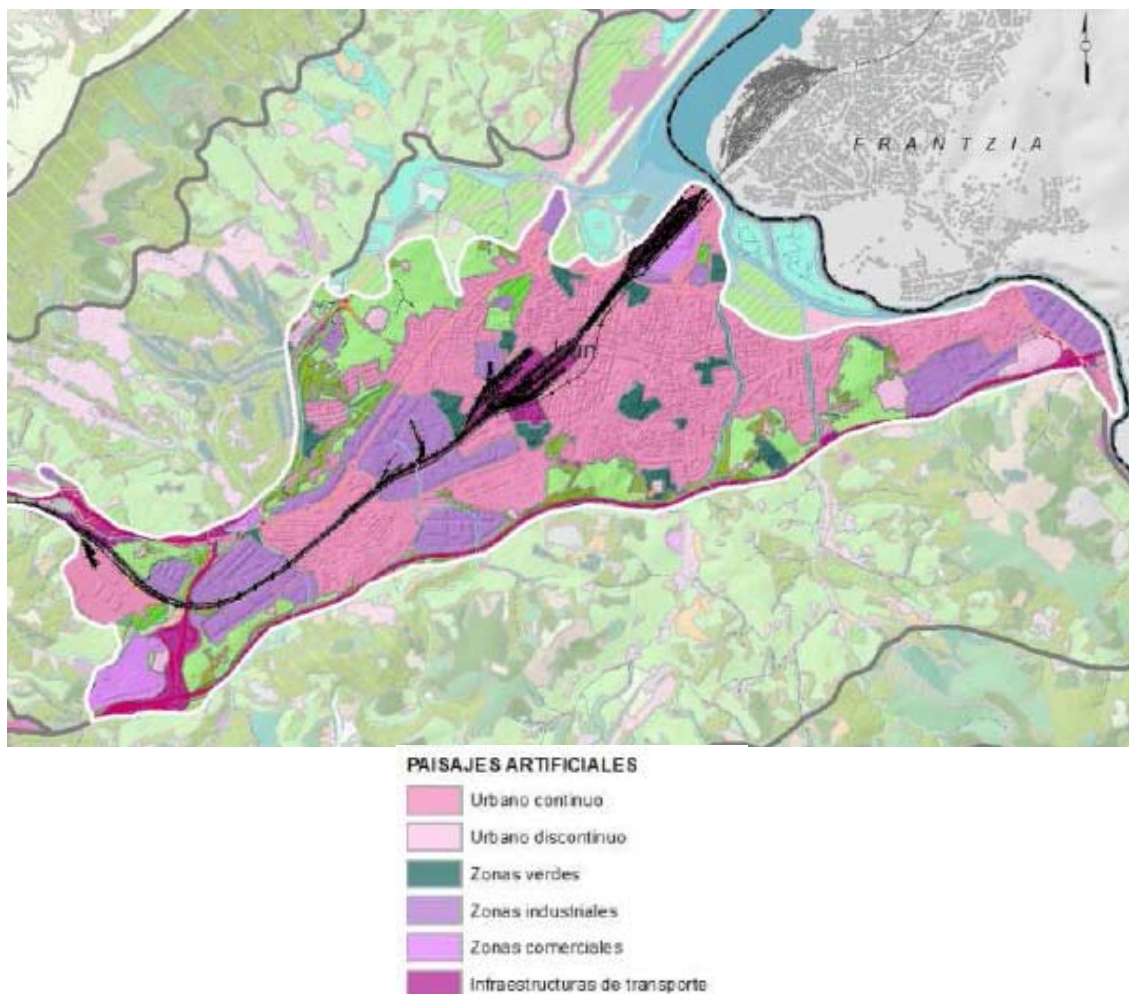 FRANTZIA
PAISAJES ARTIFICIALES
Urbano continuo
Urbano discontinuo
Zonas verdes
Zonas industriales
Zonas comerciales
Infraestructuras de transporte